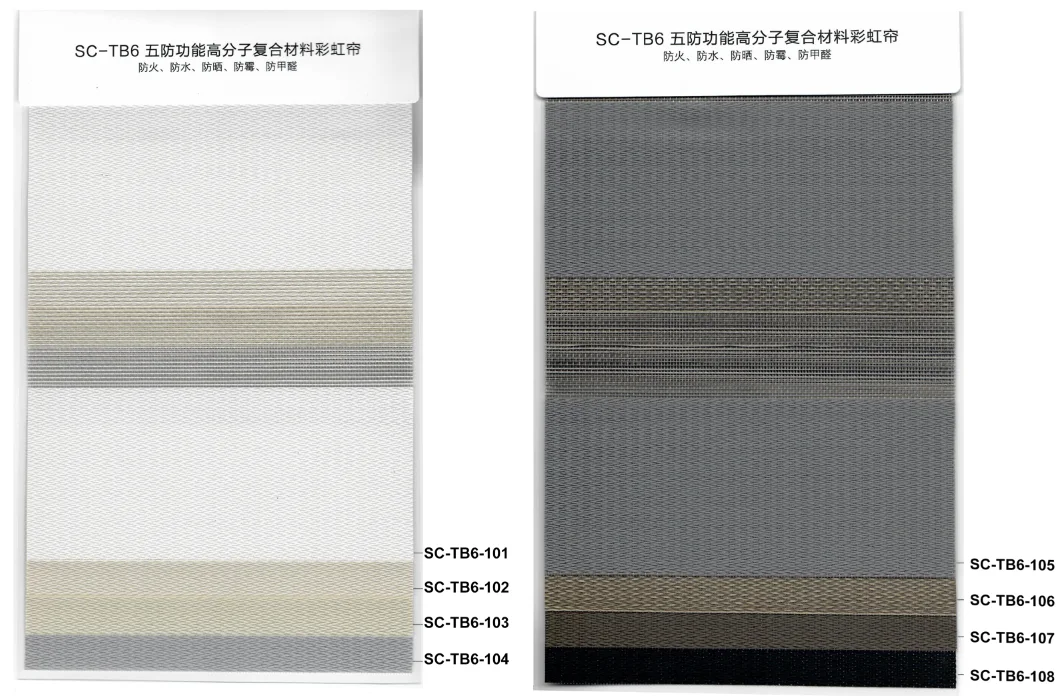 SC-TB6 五防功能高分子复合材料彩虹帘
防火、防水、防晒、防霉、防甲醛
SC-TB6-101
SC-TB6-102
SC-TB6-103
SC-TB6-104
SC-TB6 五防功能高分子复合材料彩虹帘
防火、防水、防晒、防霉、防甲醛
SC-TB6-105
SC-TB6-106
SC-TB6-107
SC-TB6-108